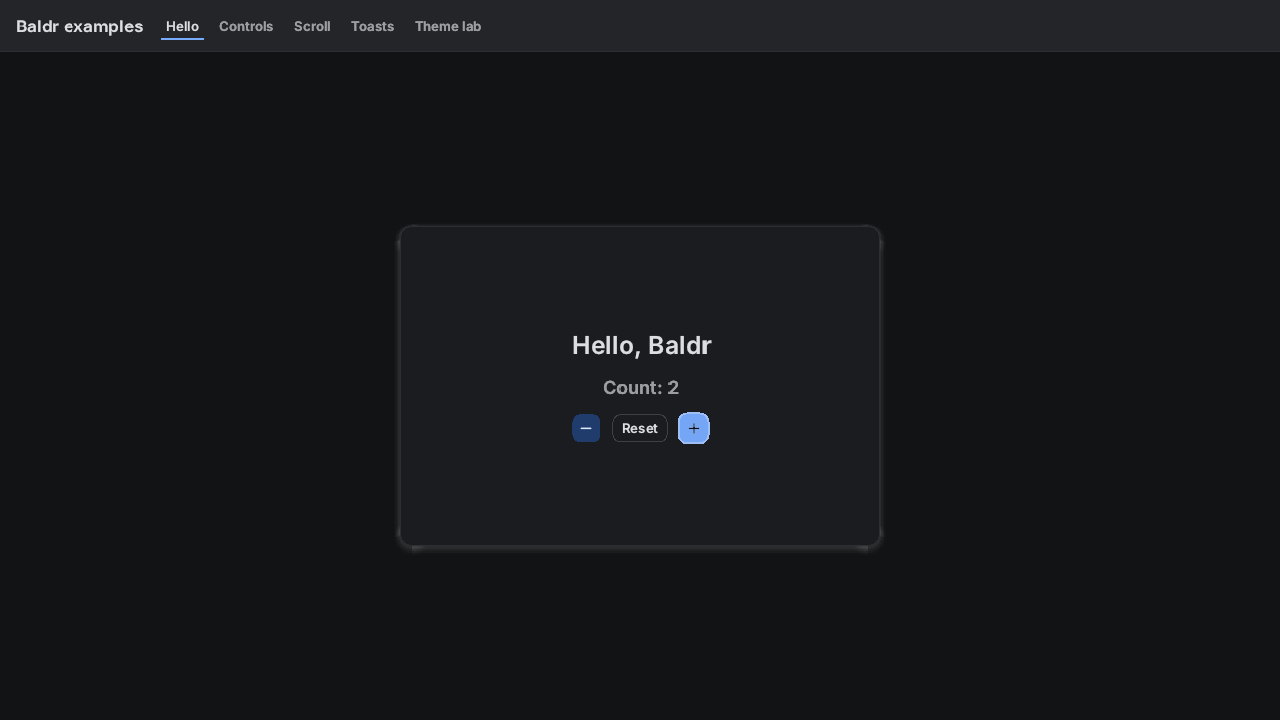 Baldr examples Hello Controls Scroll Toasts Theme lab
Hello, Baldr
Count: 2
− Reset +